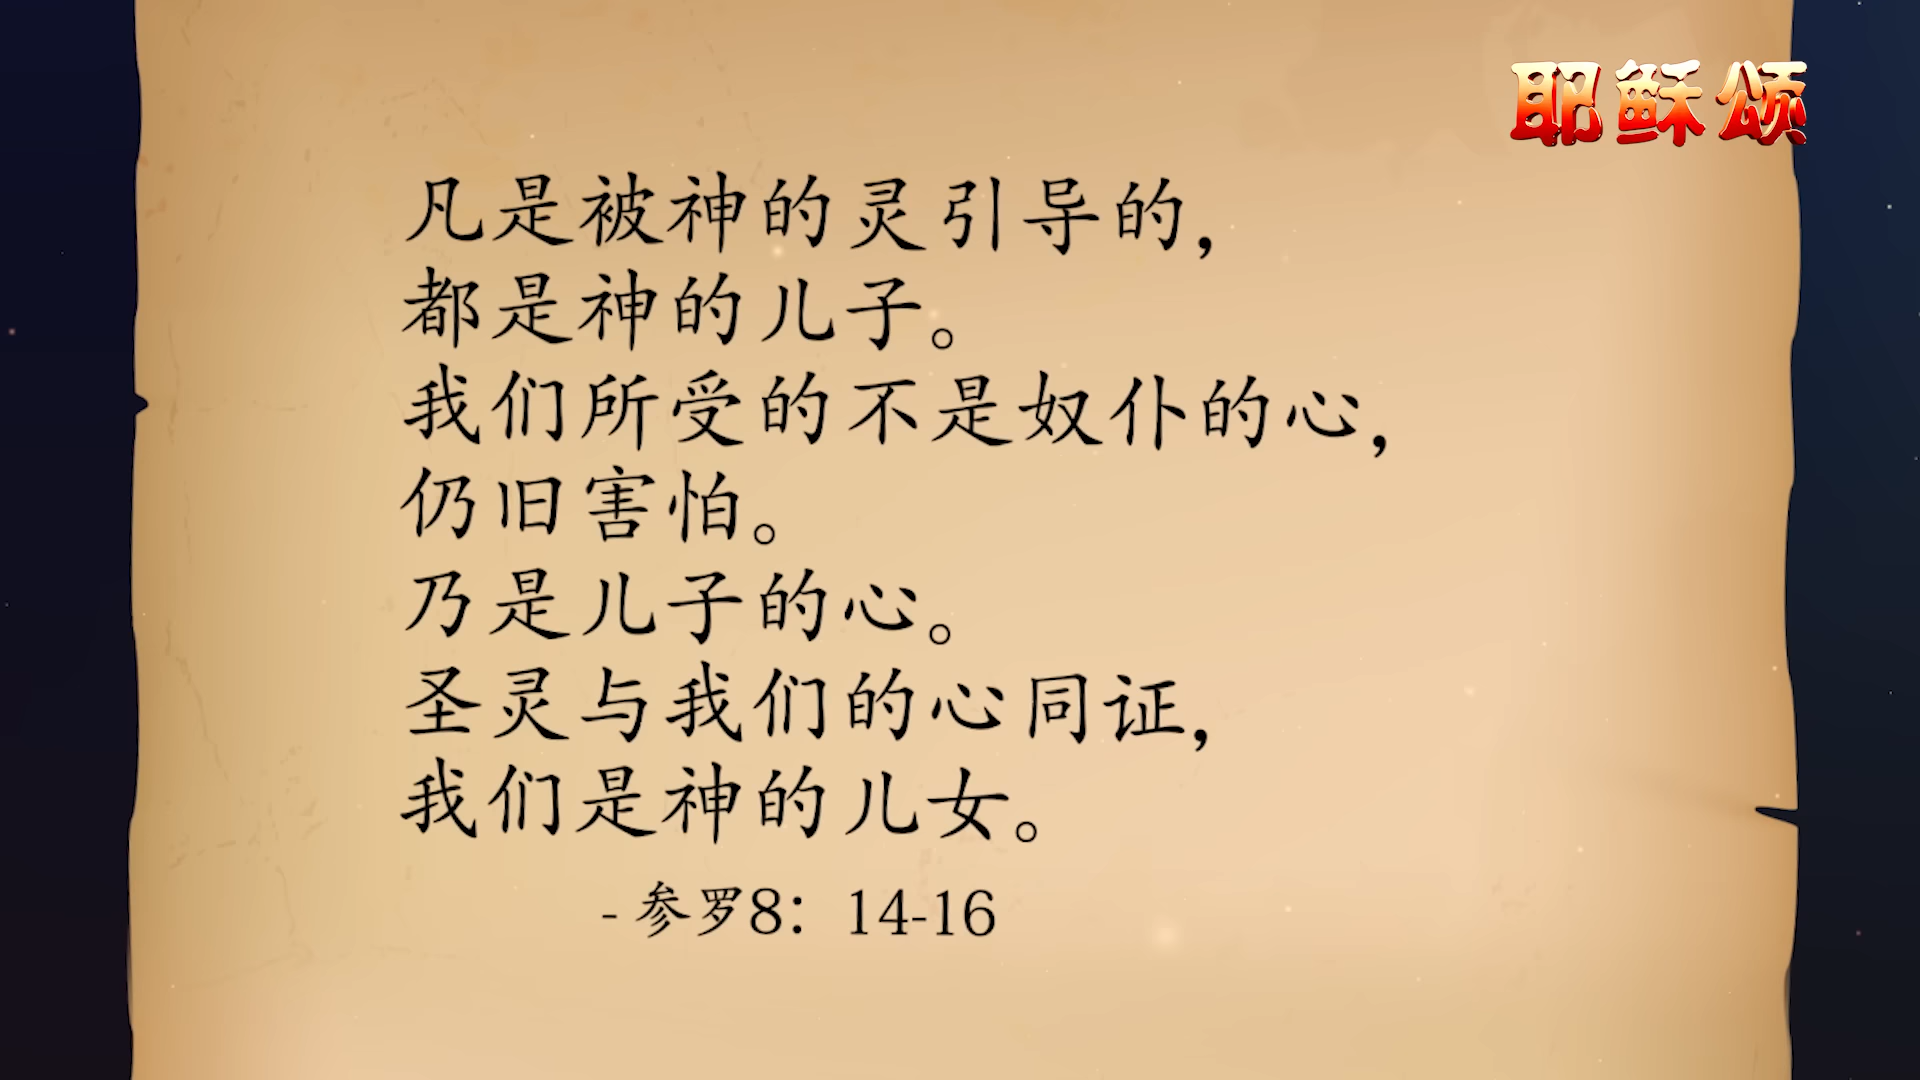 耶稣颂
凡是被神的灵引导的,
都是神的儿子。
我们所受的不是奴仆的心,
仍旧害怕。
乃是儿子的心。
圣灵与我们的心同证,
我们是神的儿女。
- 参罗8：14-16